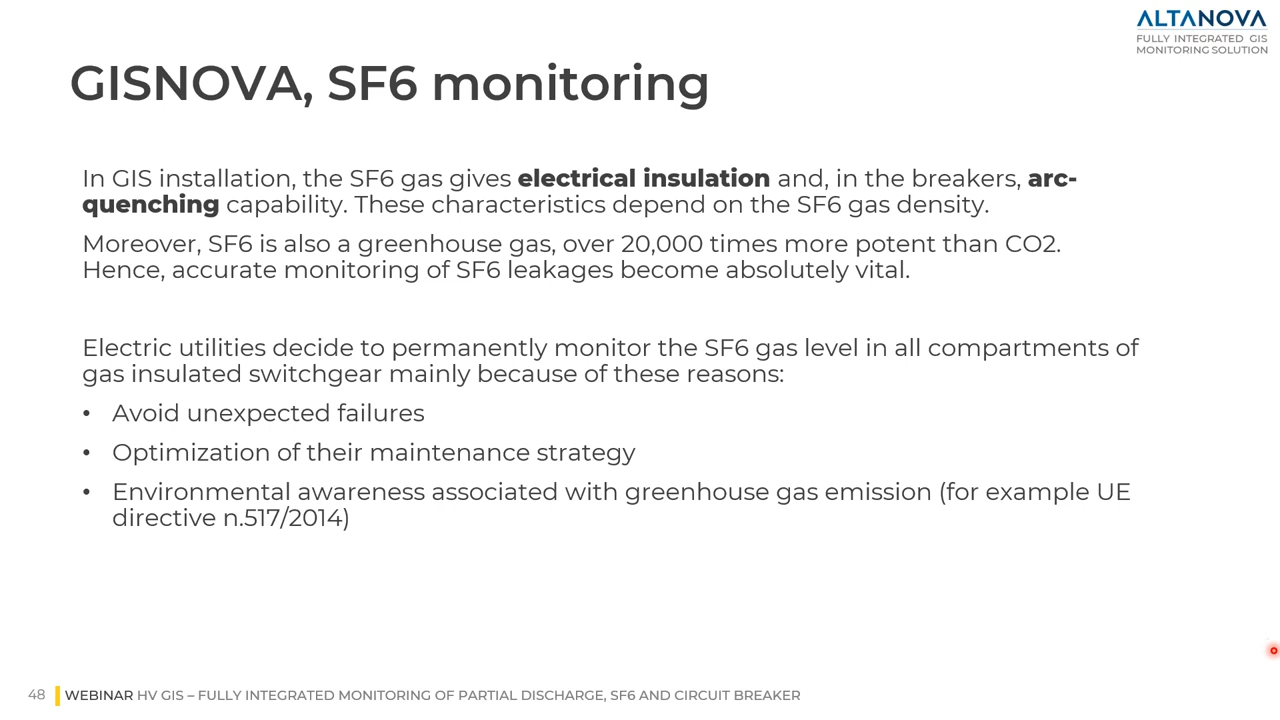 ALTANOVA
FULLY INTEGRATED GIS
MONITORING SOLUTION
GISNOVA, SF6 monitoring
In GIS installation, the SF6 gas gives electrical insulation and, in the breakers, arc-
quenching capability. These characteristics depend on the SF6 gas density.
Moreover, SF6 is also a greenhouse gas, over 20,000 times more potent than CO2.
Hence, accurate monitoring of SF6 leakages become absolutely vital.
Electric utilities decide to permanently monitor the SF6 gas level in all compartments of
gas insulated switchgear mainly because of these reasons:
• Avoid unexpected failures
• Optimization of their maintenance strategy
• Environmental awareness associated with greenhouse gas emission (for example UE
directive n.517/2014)
48 WEBINAR HV GIS – FULLY INTEGRATED MONITORING OF PARTIAL DISCHARGE, SF6 AND CIRCUIT BREAKER